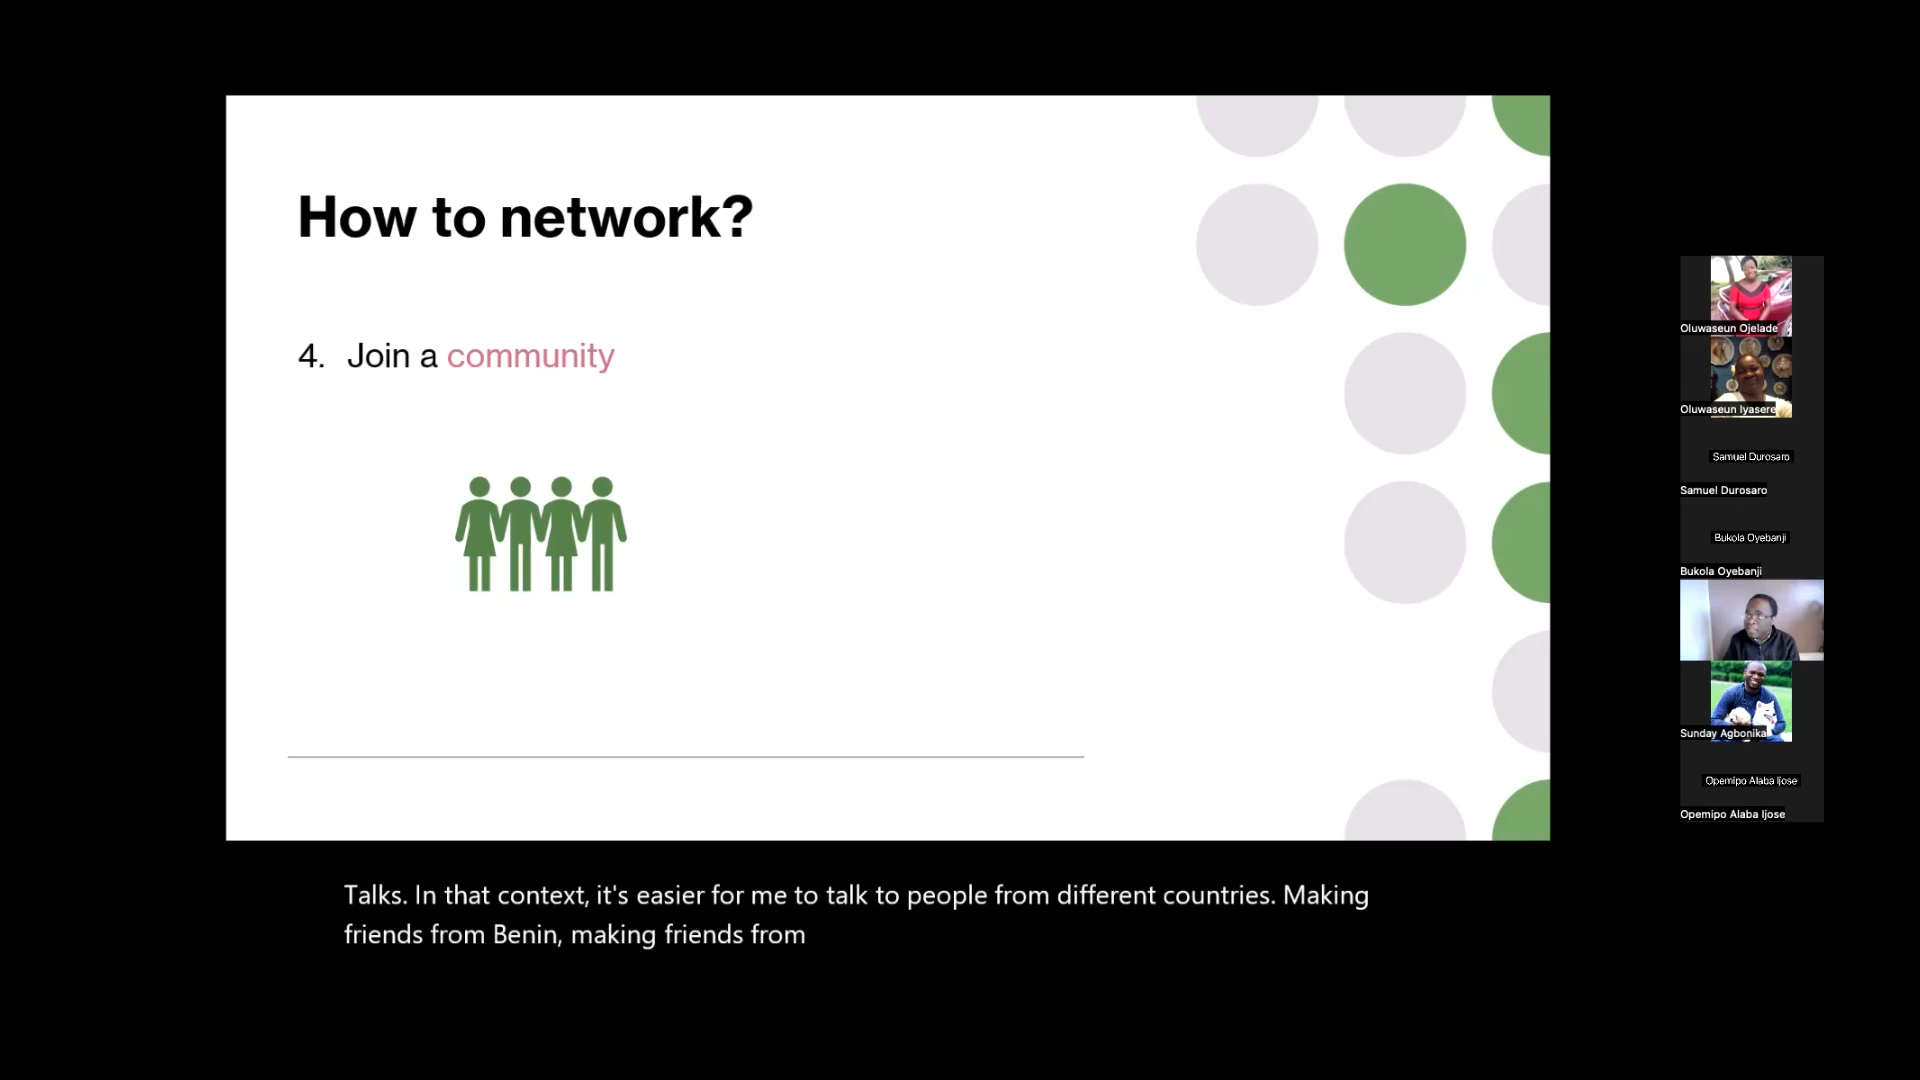 How to network?
4. Join a community
Oluwaseun Ojelade
Oluwaseun Iyasere
Samuel Durosaro
Samuel Durosaro
Bukola Oyebanji
Bukola Oyebanji
Sunday Agbonika
Opemipo Alaba Ijose
Opemipo Alaba Ijose
Talks. In that context, it's easier for me to talk to people from different countries. Making
friends from Benin, making friends from